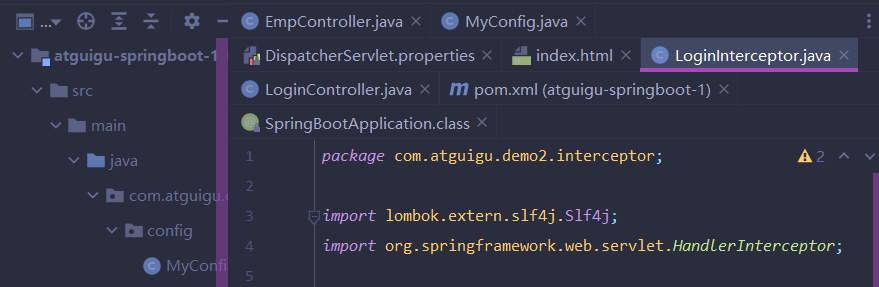 ...
EmpController.java
MyConfig.java
atguigu-springboot-1
DispatcherServlet.properties
index.html
LoginInterceptor.java
src
LoginController.java
pom.xml (atguigu-springboot-1)
main
SpringBootApplication.class
java
com.atguigu.
config
MyConfi
1 package com.atguigu.demo2.interceptor; 2
2
3 import lombok.extern.slf4j.Slf4j;
4 import org.springframework.web.servlet.HandlerInterceptor;
5